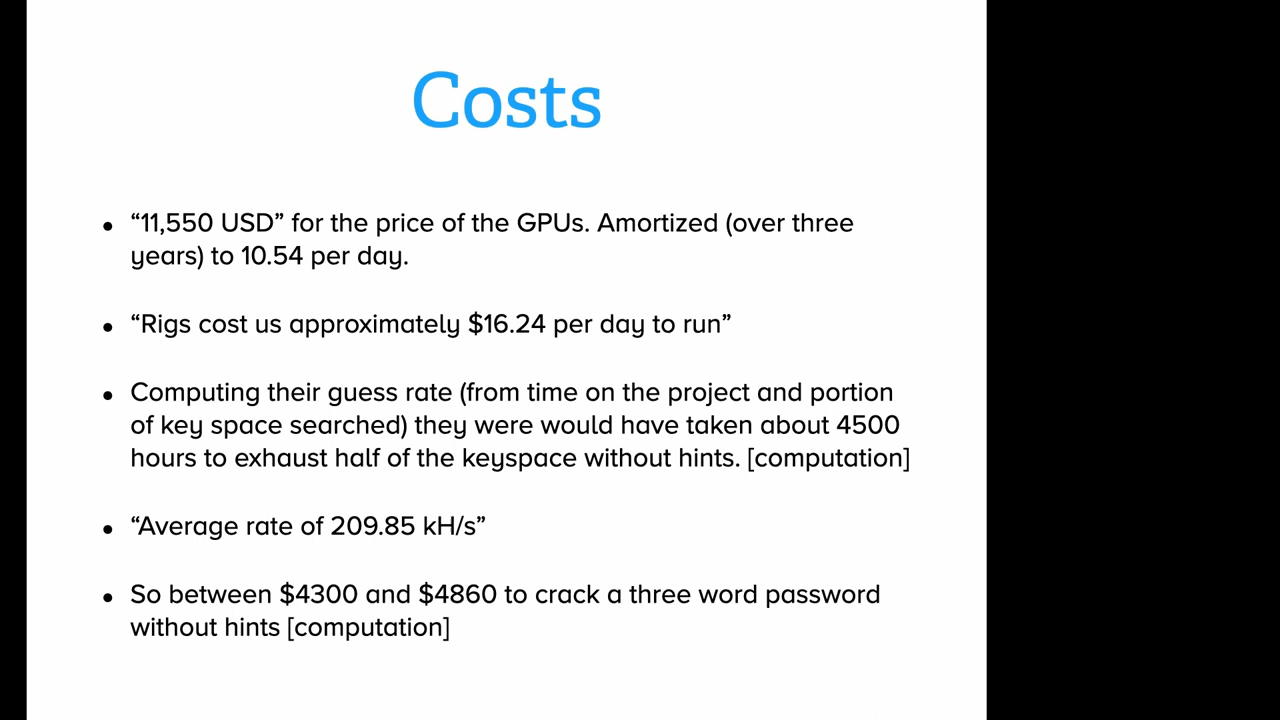 Costs
• “11,550 USD” for the price of the GPUs. Amortized (over three
years) to 10.54 per day.
• “Rigs cost us approximately $16.24 per day to run”
• Computing their guess rate (from time on the project and portion
of key space searched) they were would have taken about 4500
hours to exhaust half of the keyspace without hints. [computation]
• “Average rate of 209.85 kH/s”
• So between $4300 and $4860 to crack a three word password
without hints [computation]